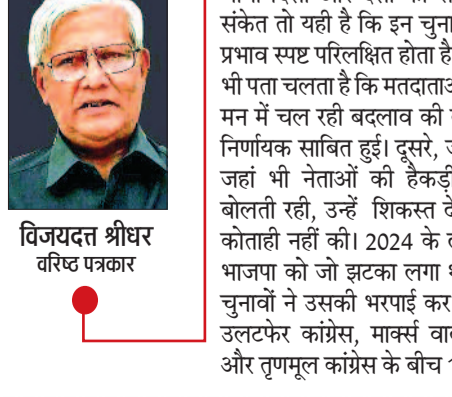 विजयदत्त श्रीधर
वरिष्ठ पत्रकार
संकेत तो यही है कि इन चुना
प्रभाव स्पष्ट परिलक्षित होता है
भी पता चलता है कि मतदाताअ
मन में चल रही बदलाव की
निर्णायक साबित हुई। दूसरे, ज
जहां भी नेताओं की हैकड़ी
बोलती रही, उन्हें शिकस्त दे
कोताही नहीं की। 2024 के ल
भाजपा को जो झटका लगा थ
चुनावों ने उसकी भरपाई कर
उलटफेर कांग्रेस, मार्क्स वाद
और तृणमूल कांग्रेस के बीच